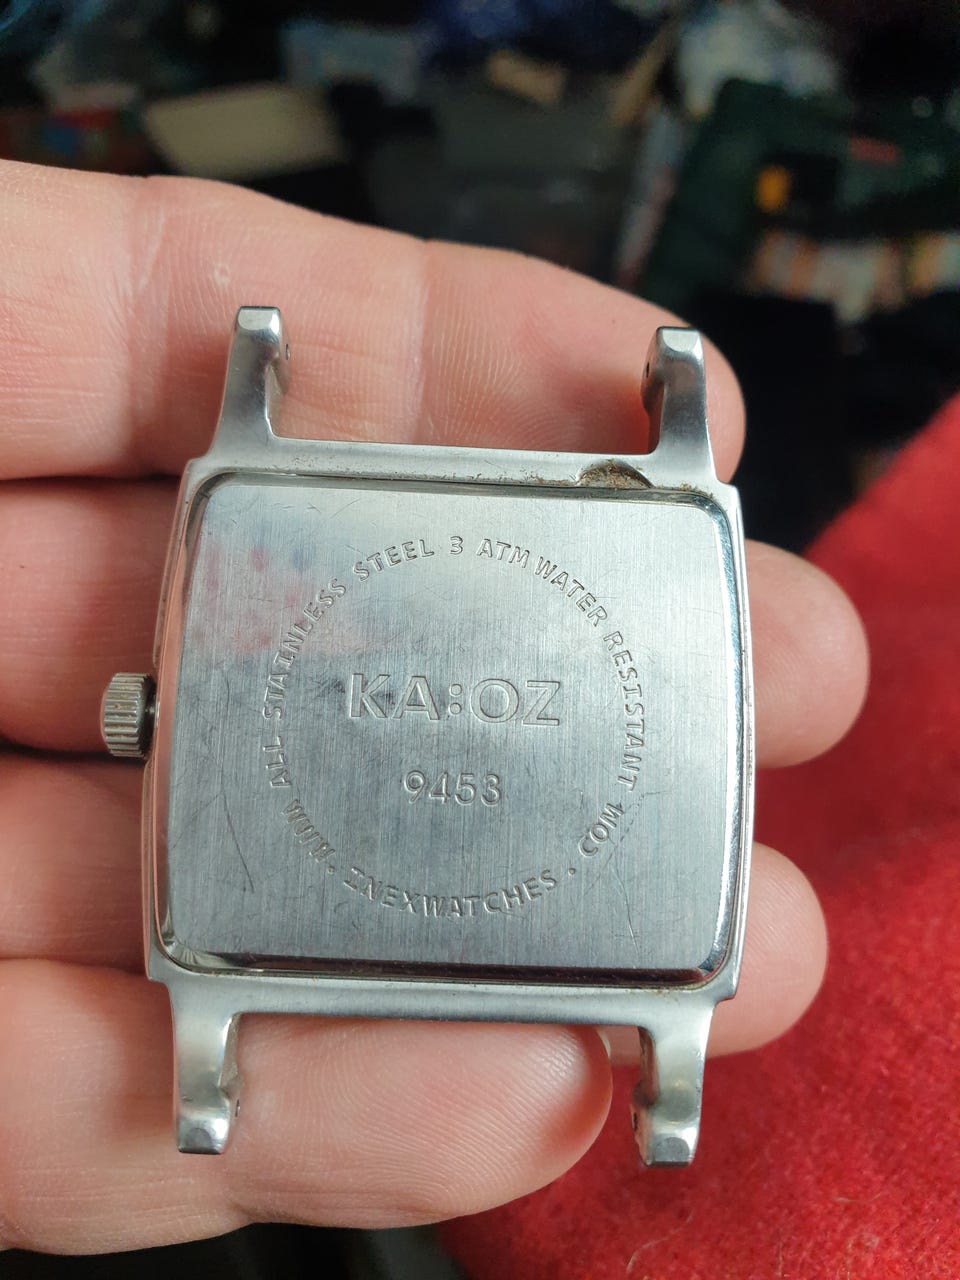 ALL STAINLESS STEEL 3 ATM WATER RESISTANT
KA:OZ
9453
WWW.INEXWATCHES.COM